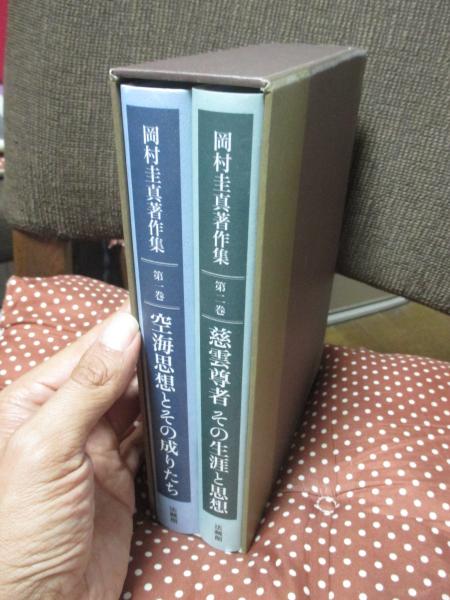 岡村圭真著作集
第一巻
空海思想とその成りたち
法藏館
岡村圭真著作集
第二巻
慈雲尊者 その生涯と思想
法藏館